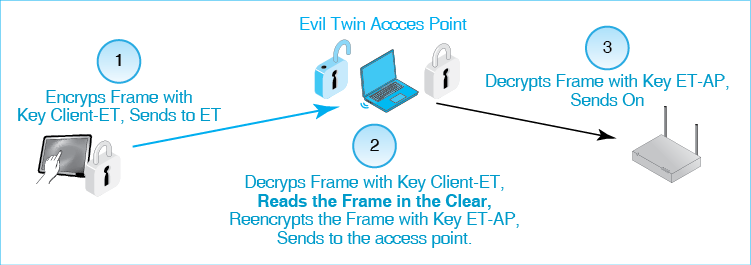 Evil Twin Accces Point
1
Encryps Frame with
Key Client-ET, Sends to ET
2
Decryps Frame with Key Client-ET,
Reads the Frame in the Clear,
Reencrypts the Frame with Key ET-AP,
Sends to the access point.
3
Decrypts Frame with Key ET-AP,
Sends On